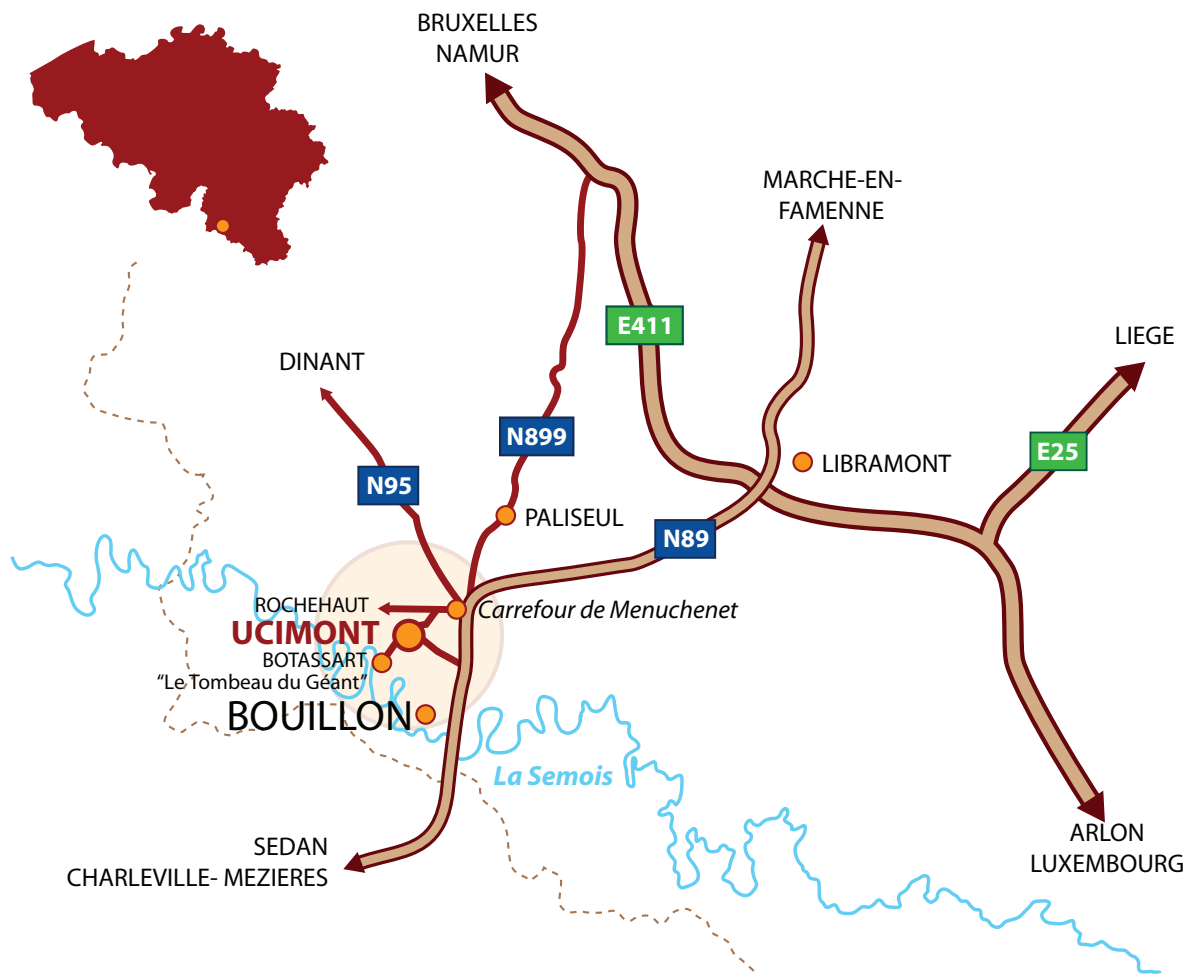 BRUXELLES
NAMUR
MARCHE-EN-
FAMENNE
E411
LIEGE
DINANT
N899
E25
N95
LIBRAMONT
PALISEUL
N89
ROCHEHAUT
Carrefour de Menuchenet
UCIMONT
BOTASSART
“Le Tombeau du Géant”
BOUILLON
La Semois
SEDAN
CHARLEVILLE- MEZIERES
ARLON
LUXEMBOURG